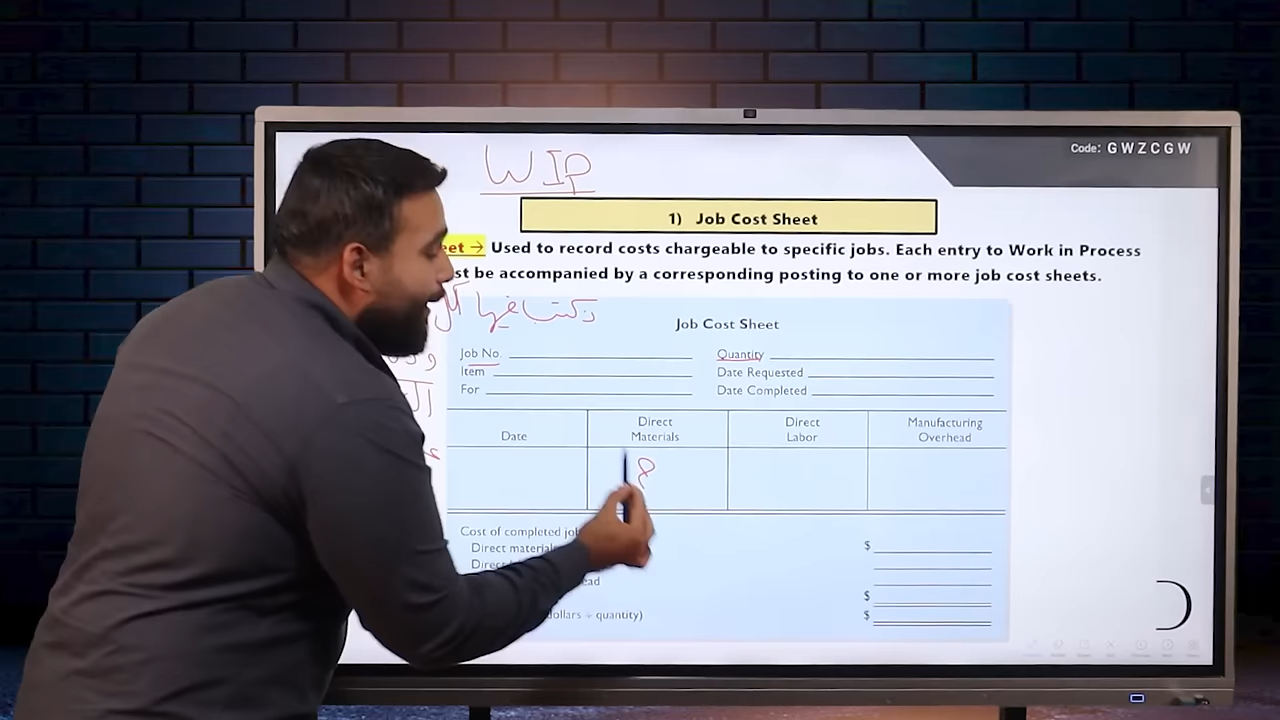 Code: GWZCGW
WIP
1) Job Cost Sheet
et → Used to record costs chargeable to specific jobs. Each entry to Work in Process
st be accompanied by a corresponding posting to one or more job cost sheets.
Job Cost Sheet
Job No. Quantity
Item Date Requested
For Date Completed
Date Direct Materials Direct Labor Manufacturing Overhead
8
Cost of completed job
Direct material $
Direct
ead
$
dollars ÷ quantity) $